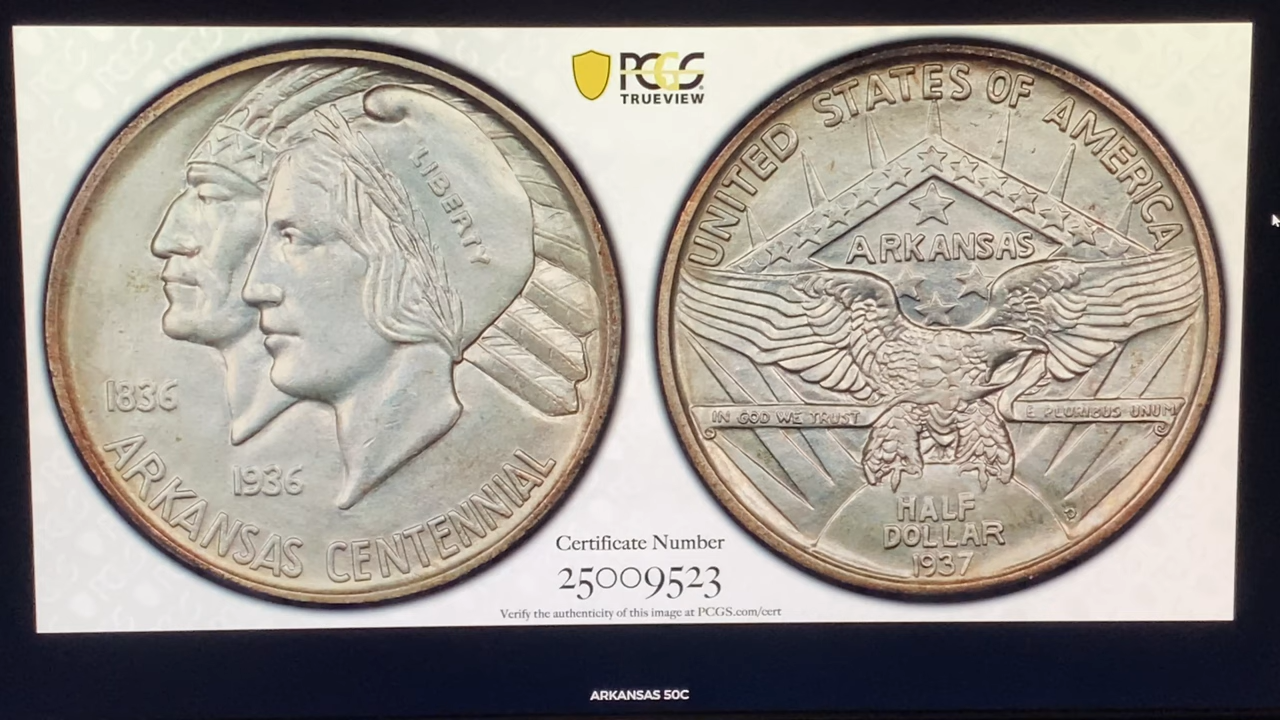 PCGS
TRUEVIEW
LIBERTY
1836
1936
ARKANSAS CENTENNIAL
UNITED STATES OF AMERICA
ARKANSAS
IN GOD WE TRUST
E PLURIBUS UNUM
HALF
DOLLAR
1937
D
Certificate Number
25009523
Verify the authenticity of this image at PCGS.com/cert
ARKANSAS 50C